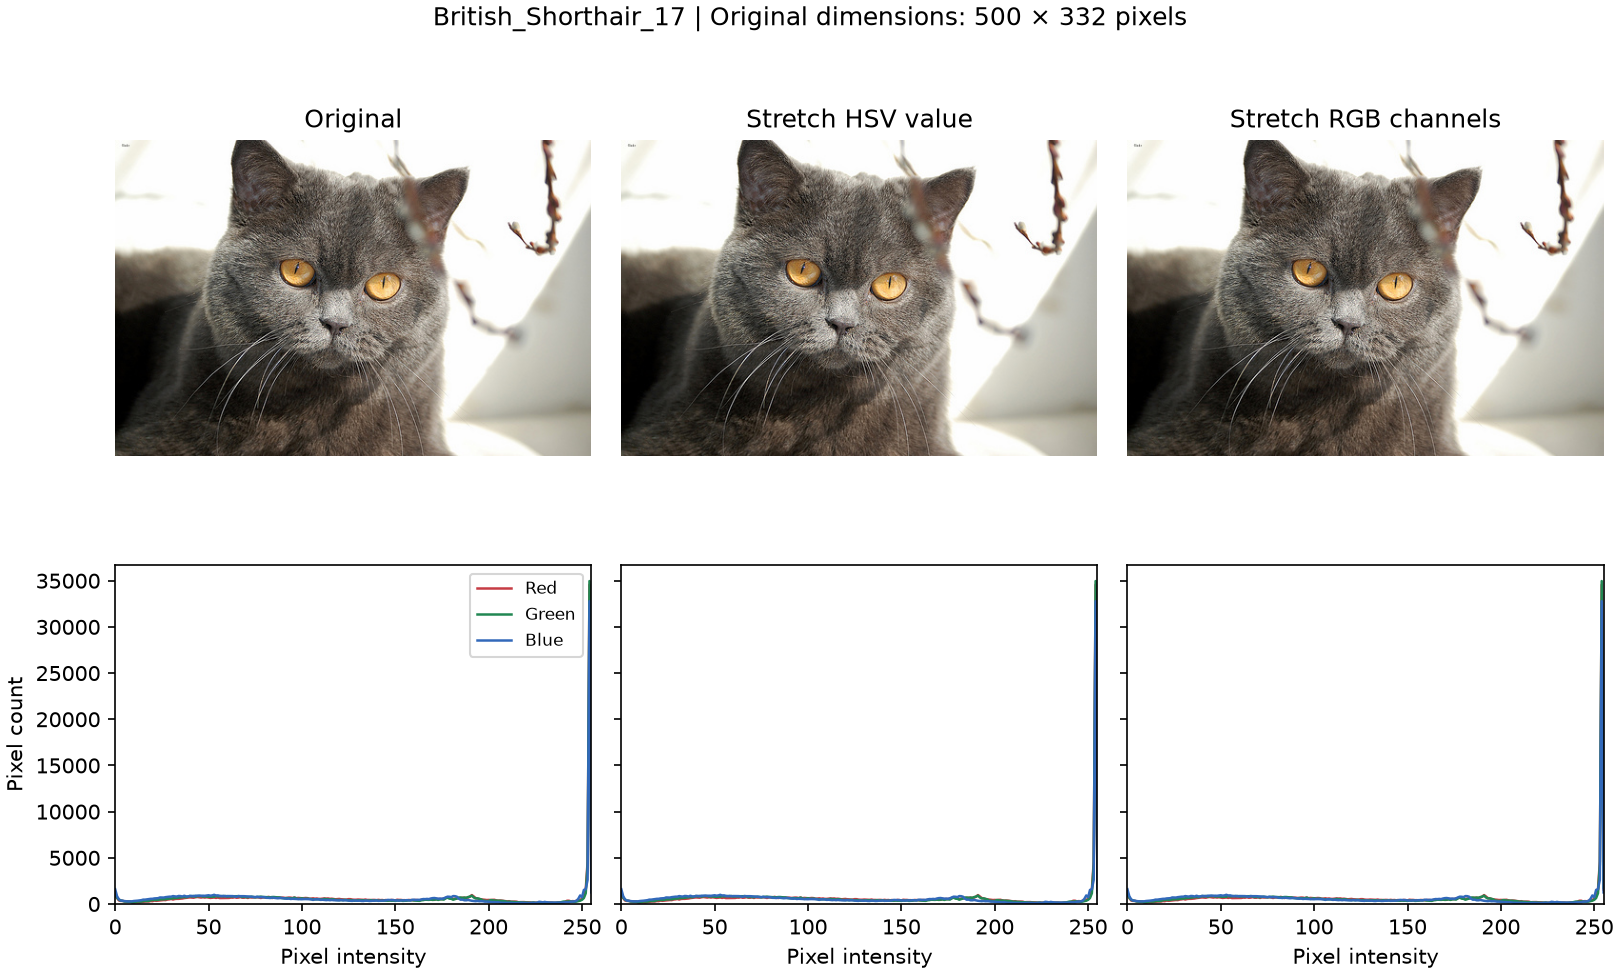 British_Shorthair_17 | Original dimensions: 500 × 332 pixels
Original
Stretch HSV value
Stretch RGB channels
35000
30000
25000
20000
15000
10000
5000
0
Pixel count
Red
Green
Blue
0 50 100 150 200 250
0 50 100 150 200 250
0 50 100 150 200 250
Pixel intensity
Pixel intensity
Pixel intensity